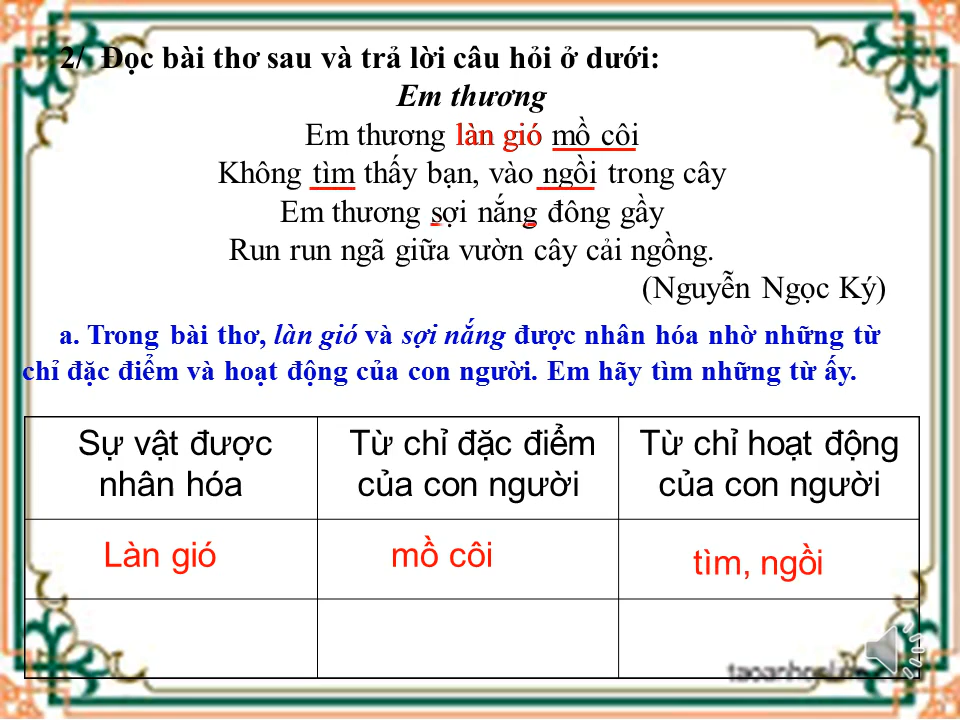 2/ Đọc bài thơ sau và trả lời câu hỏi ở dưới:
Em thương
Em thương làn gió mồ côi
Không tìm thấy bạn, vào ngồi trong cây
Em thương sợi nắng đông gầy
Run run ngã giữa vườn cây cải ngồng.
(Nguyễn Ngọc Ký)
a. Trong bài thơ, làn gió và sợi nắng được nhân hóa nhờ những từ
chỉ đặc điểm và hoạt động của con người. Em hãy tìm những từ ấy.
Sự vật được nhân hóa
Từ chỉ đặc điểm của con người
Từ chỉ hoạt động của con người
Làn gió
mồ côi
tìm, ngồi